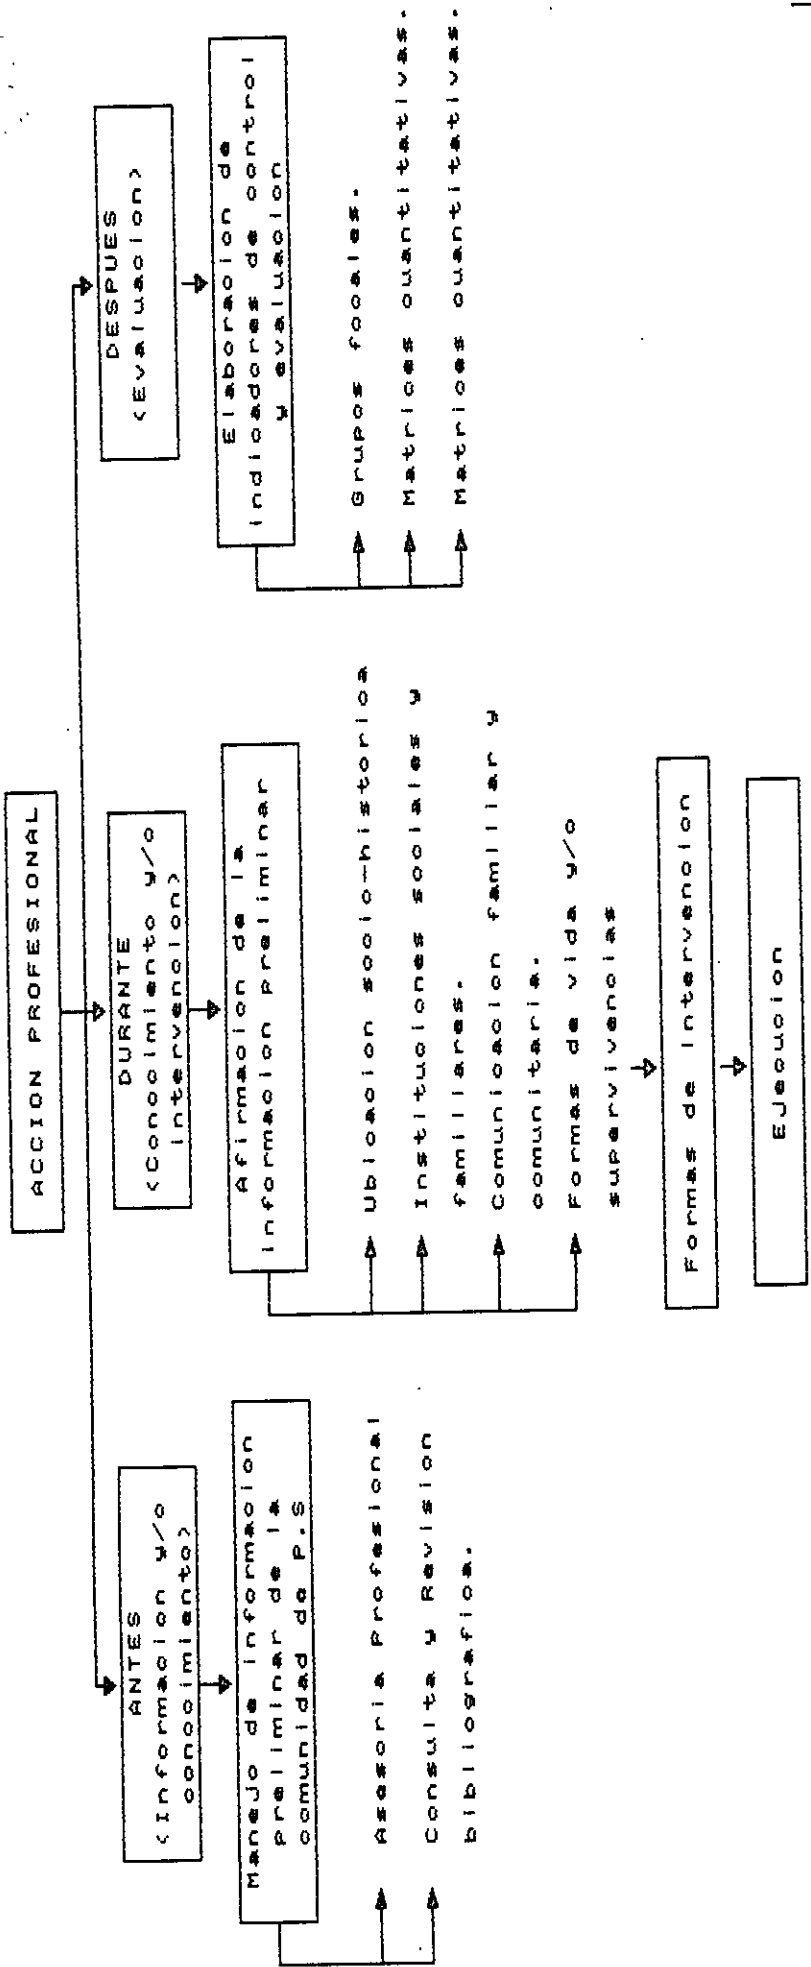 ACCION PROFESIONAL
ANTES
<Informacion y/o
conocimiento>
Manejo de informacion
preliminar de la
comunidad de P.S
Asesoria Profesional
Consulta y Revision
bibliografica.
DURANTE
<Conocimiento y/o
intervencion>
Afirmacion de la
informacion preliminar
Ubicacion socio-historica
Instituciones sociales y
familiares.
Comunicacion familiar y
comunitaria.
Formas de vida y/o
supervivencias
Formas de intervencion
Ejecucion
DESPUES
<Evaluacion>
Elaboracion de
indicadores de control
y evaluacion
Grupos focales.
Matrices cuantitativas.
Matrices cuantitativas.